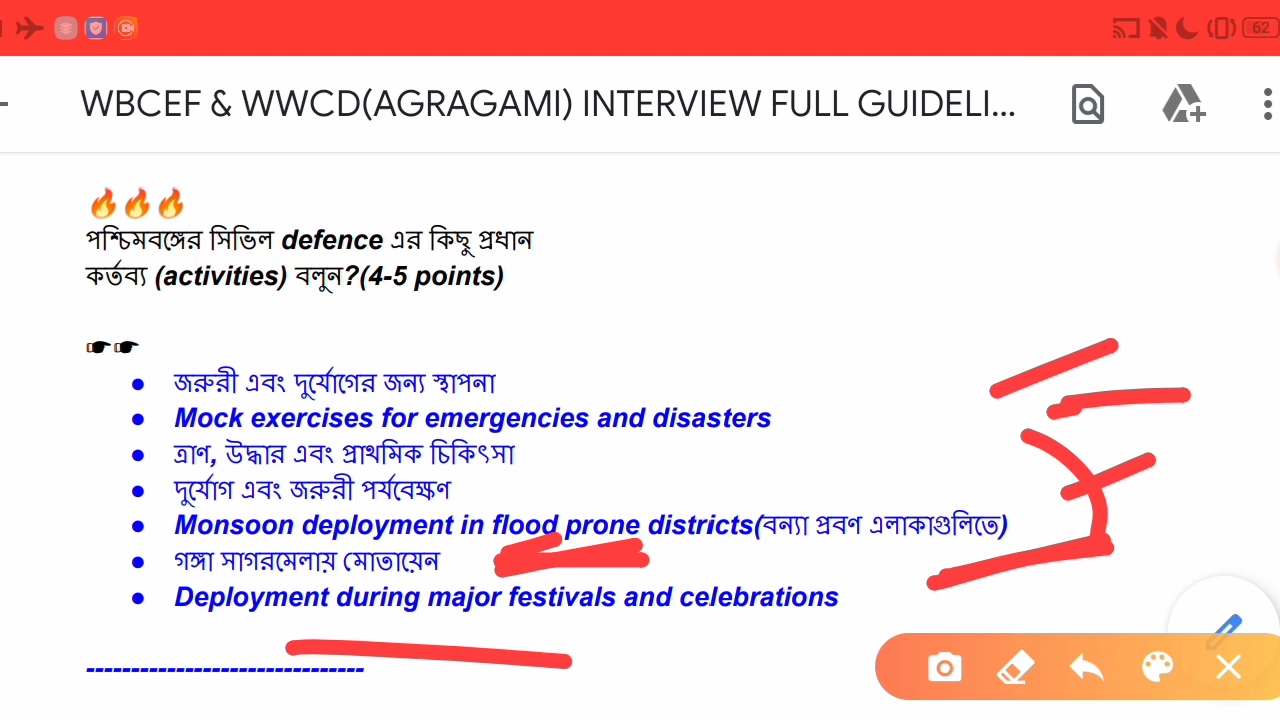 62
WBCEF & WWCD(AGRAGAMI) INTERVIEW FULL GUIDELI...
🔥🔥🔥
পশ্চিমবঙ্গের সিভিল defence এর কিছু প্রধান
কর্তব্য (activities) বলুন?(4-5 points)
☛☛
● জরুরী এবং দুর্যোগের জন্য স্থাপনা
● Mock exercises for emergencies and disasters
● ত্রাণ, উদ্ধার এবং প্রাথমিক চিকিৎসা
● দুর্যোগ এবং জরুরী পর্যবেক্ষণ
● Monsoon deployment in flood prone districts(বন্যা প্রবণ এলাকাগুলিতে)
● গঙ্গা সাগরমেলায় মোতায়েন
● Deployment during major festivals and celebrations
-------------------------------